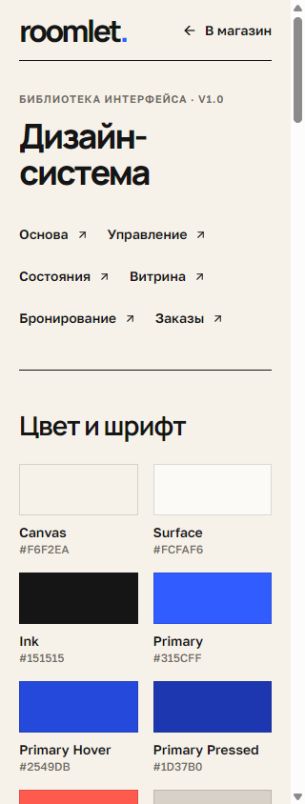 roomlet.
← В магазин
БИБЛИОТЕКА ИНТЕРФЕЙСА · V1.0
Дизайн-
система
Основа ↗ Управление ↗
Состояния ↗ Витрина ↗
Бронирование ↗ Заказы ↗
Цвет и шрифт
Canvas
#F6F2EA
Surface
#FCFAF6
Ink
#151515
Primary
#315CFF
Primary Hover
#2549DB
Primary Pressed
#1D37B0